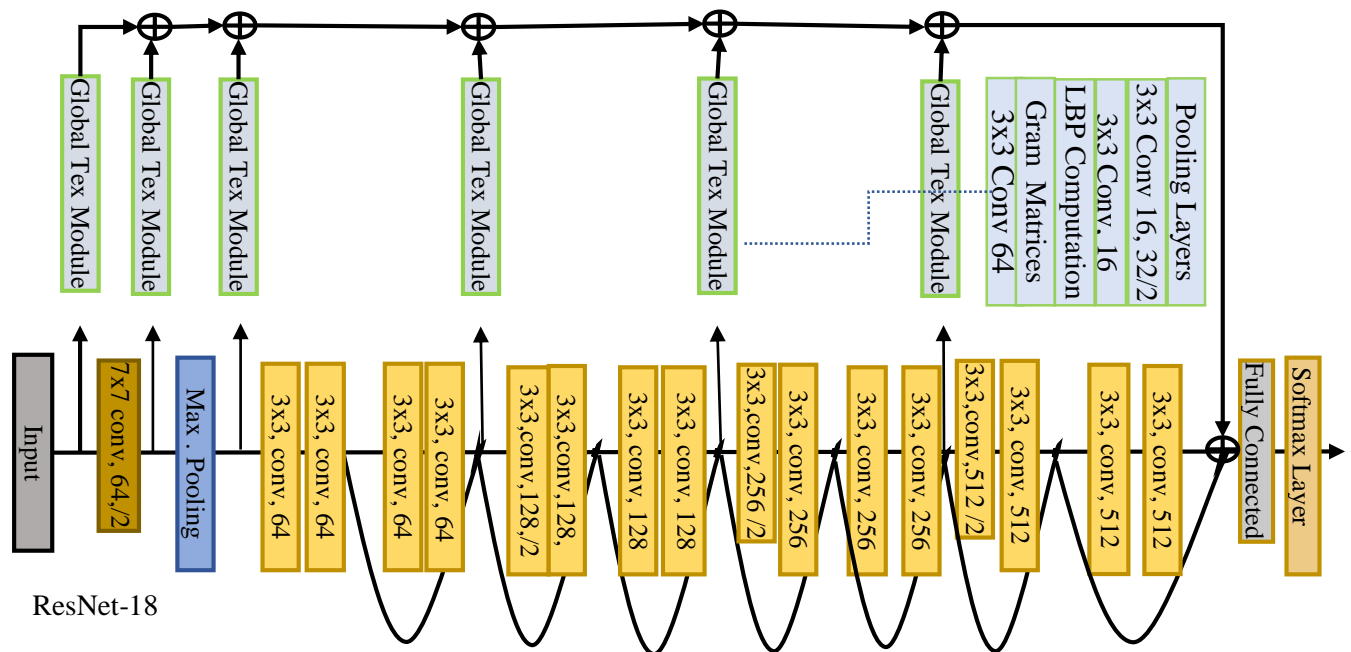 Global Tex Module
Global Tex Module
Global Tex Module
Global Tex Module
Global Tex Module
Global Tex Module
3x3 Conv 64
Gram Matrices
LBP Computation
3x3 Conv, 16
3x3 Conv 16, 32/2
Pooling Layers
Input
7x7 conv, 64,/2
Max . Pooling
3x3, conv, 64
3x3, conv, 64
3x3, conv, 64
3x3, conv, 64
3x3,conv,128,/2
3x3,conv,128,
3x3, conv, 128
3x3, conv, 128
3x3,conv,256 /2
3x3, conv, 256
3x3, conv, 256
3x3, conv, 256
3x3,conv,512 /2
3x3, conv, 512
3x3, conv, 512
3x3, conv, 512
Fully Connected
Softmax Layer
ResNet-18